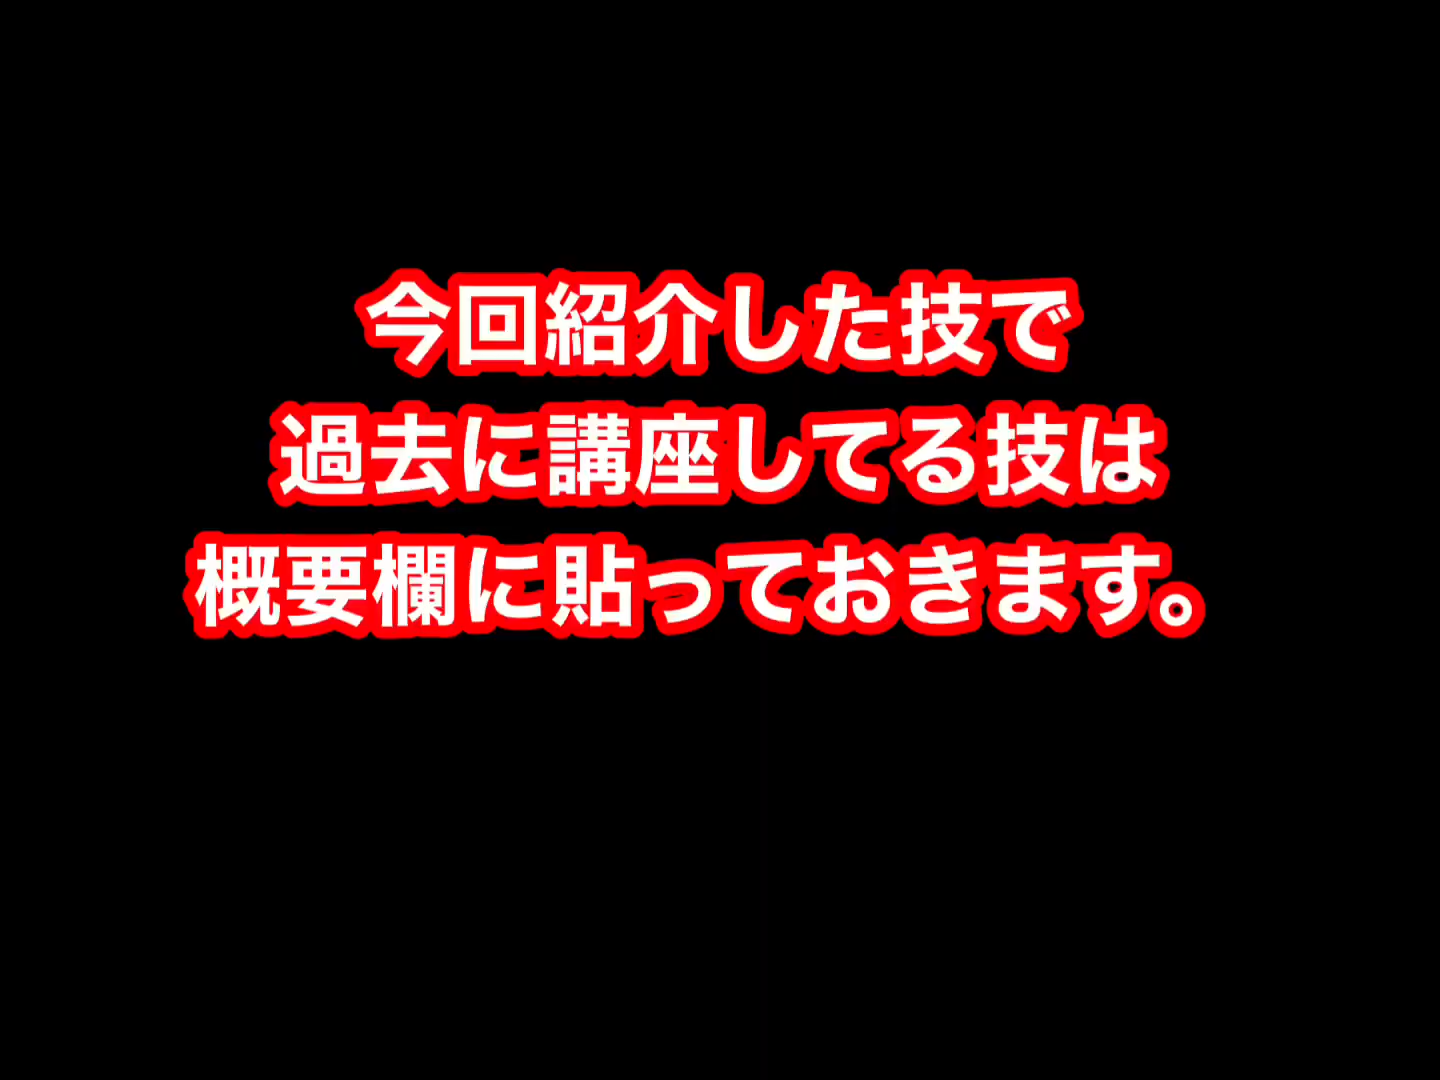 今回紹介した技で
過去に講座してる技は
概要欄に貼っておきます。